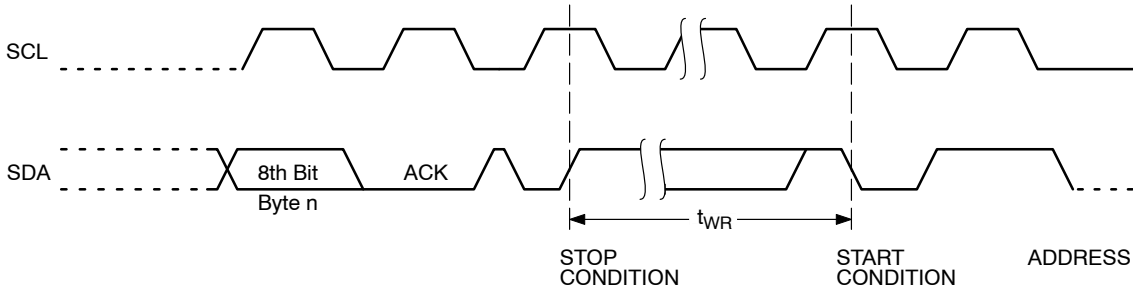 SCL
SDA
8th Bit
Byte n
ACK
tWR
STOP
CONDITION
START
CONDITION
ADDRESS